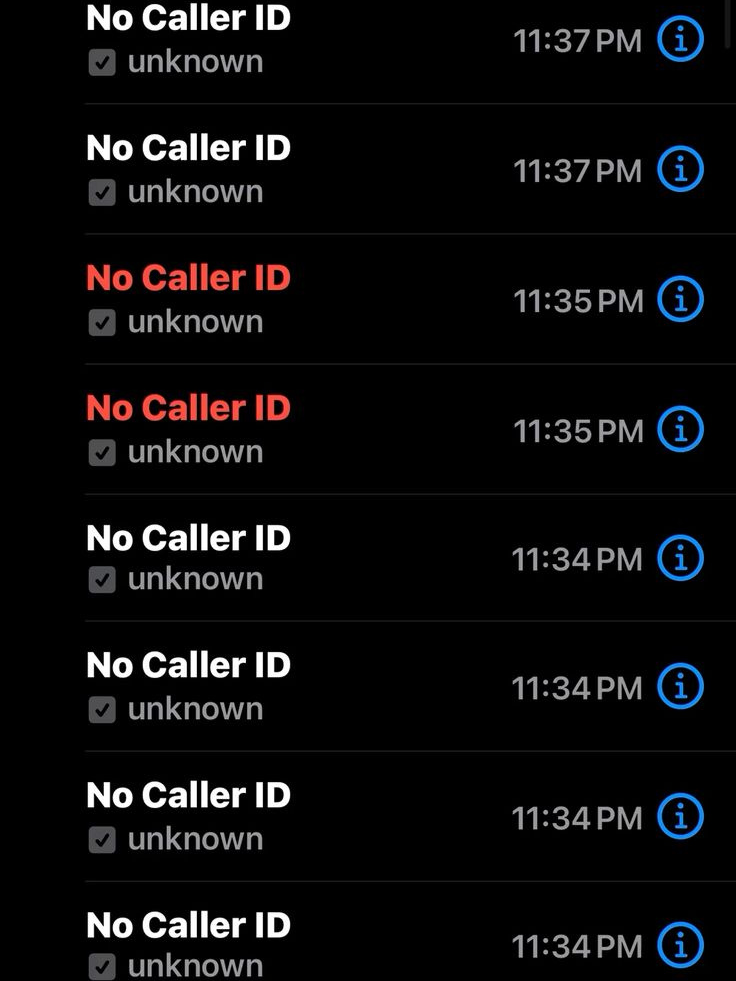 No Caller ID
unknown
11:37 PM
No Caller ID
unknown
11:37 PM
No Caller ID
unknown
11:35 PM
No Caller ID
unknown
11:35 PM
No Caller ID
unknown
11:34 PM
No Caller ID
unknown
11:34 PM
No Caller ID
unknown
11:34 PM
No Caller ID
unknown
11:34 PM